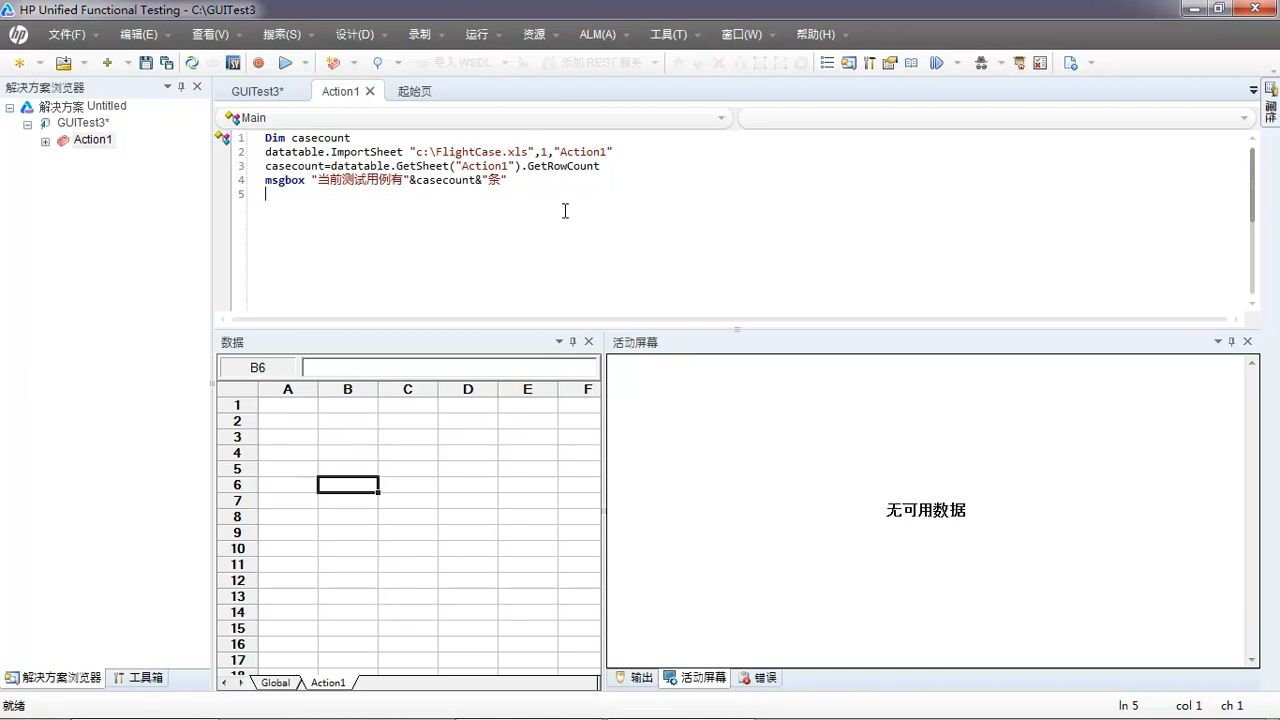 HP Unified Functional Testing - C:\GUITest3
文件(F) 编辑(E) 查看(V) 搜索(S) 设计(D) 录制 运行 资源 ALM(A) 工具(T) 窗口(W) 帮助(H)
导入 WSDL 添加 REST 服务
解决方案浏览器
解决方案 Untitled
GUITest3*
Action1
GUITest3* Action1 起始页
Main
1 Dim casecount
2 datatable.ImportSheet "c:\FlightCase.xls",1,"Action1"
3 casecount=datatable.GetSheet("Action1").GetRowCount
4 msgbox "当前测试用例有"&casecount&"条"
5
属性
数据
B6
A B C D E F
1
2
3
4
5
6
7
8
9
10
11
12
13
14
15
16
17
18
Global Action1
活动屏幕
无可用数据
解决方案浏览器 工具箱
输出 活动屏幕 错误
就绪
ln 5 col 1 ch 1